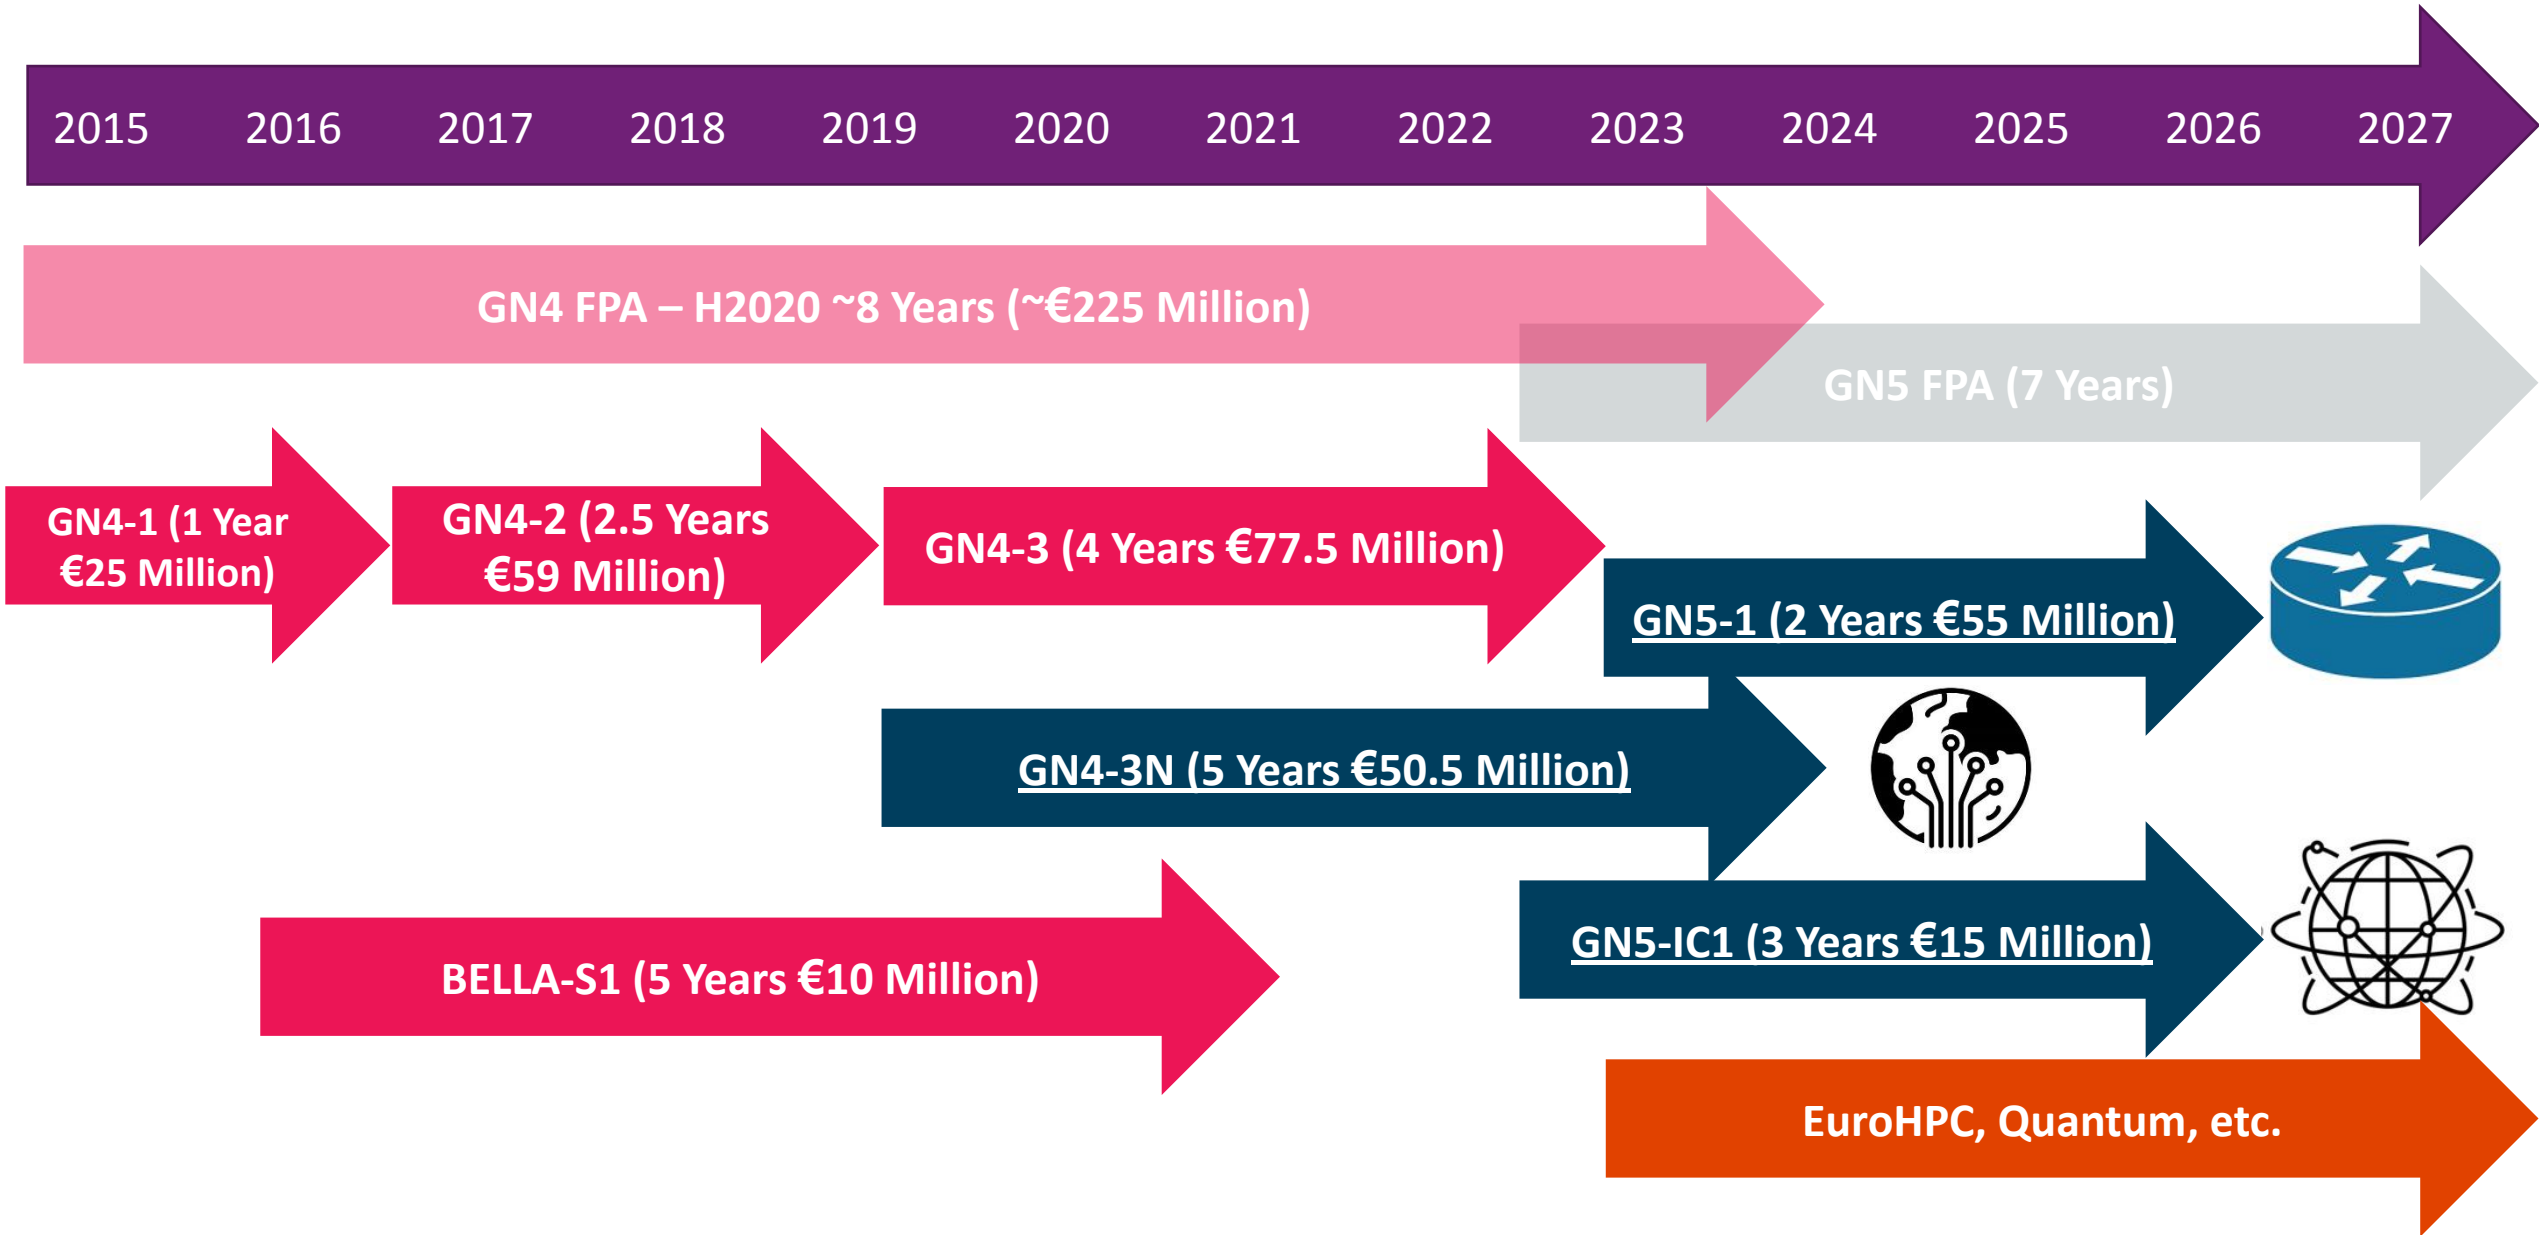 2015 2016 2017 2018 2019 2020 2021 2022 2023 2024 2025 2026 2027
GN4 FPA – H2020 ~8 Years (~€225 Million)
GN5 FPA (7 Years)
GN4-1 (1 Year
€25 Million)
GN4-2 (2.5 Years
€59 Million)
GN4-3 (4 Years €77.5 Million)
GN5-1 (2 Years €55 Million)
GN4-3N (5 Years €50.5 Million)
GN5-IC1 (3 Years €15 Million)
BELLA-S1 (5 Years €10 Million)
EuroHPC, Quantum, etc.